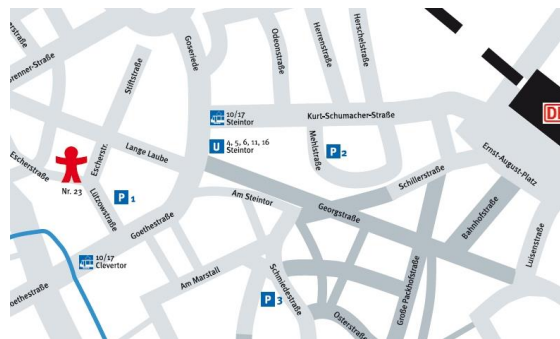 Brenner-Straße
Stiftstraße
Goseriede
Odeonstraße
Herrenstraße
Herschelstraße
10/17
Steintor
Kurt-Schumacher-Straße
DB
U
4, 5, 6, 11, 16
Steintor
Mehlstraße
P 2
Escherstraße
Escherstr.
Lange Laube
Ernst-August-Platz
Nr. 23
Lützowstraße
P 1
Schillerstraße
Am Steintor
Georgstraße
Goethestraße
Bahnhofstraße
Luisenstraße
10/17
Clevertor
Goethestraße
Am Marstall
Schmiedestraße
P 3
Große Packhofstraße
Osterstraße